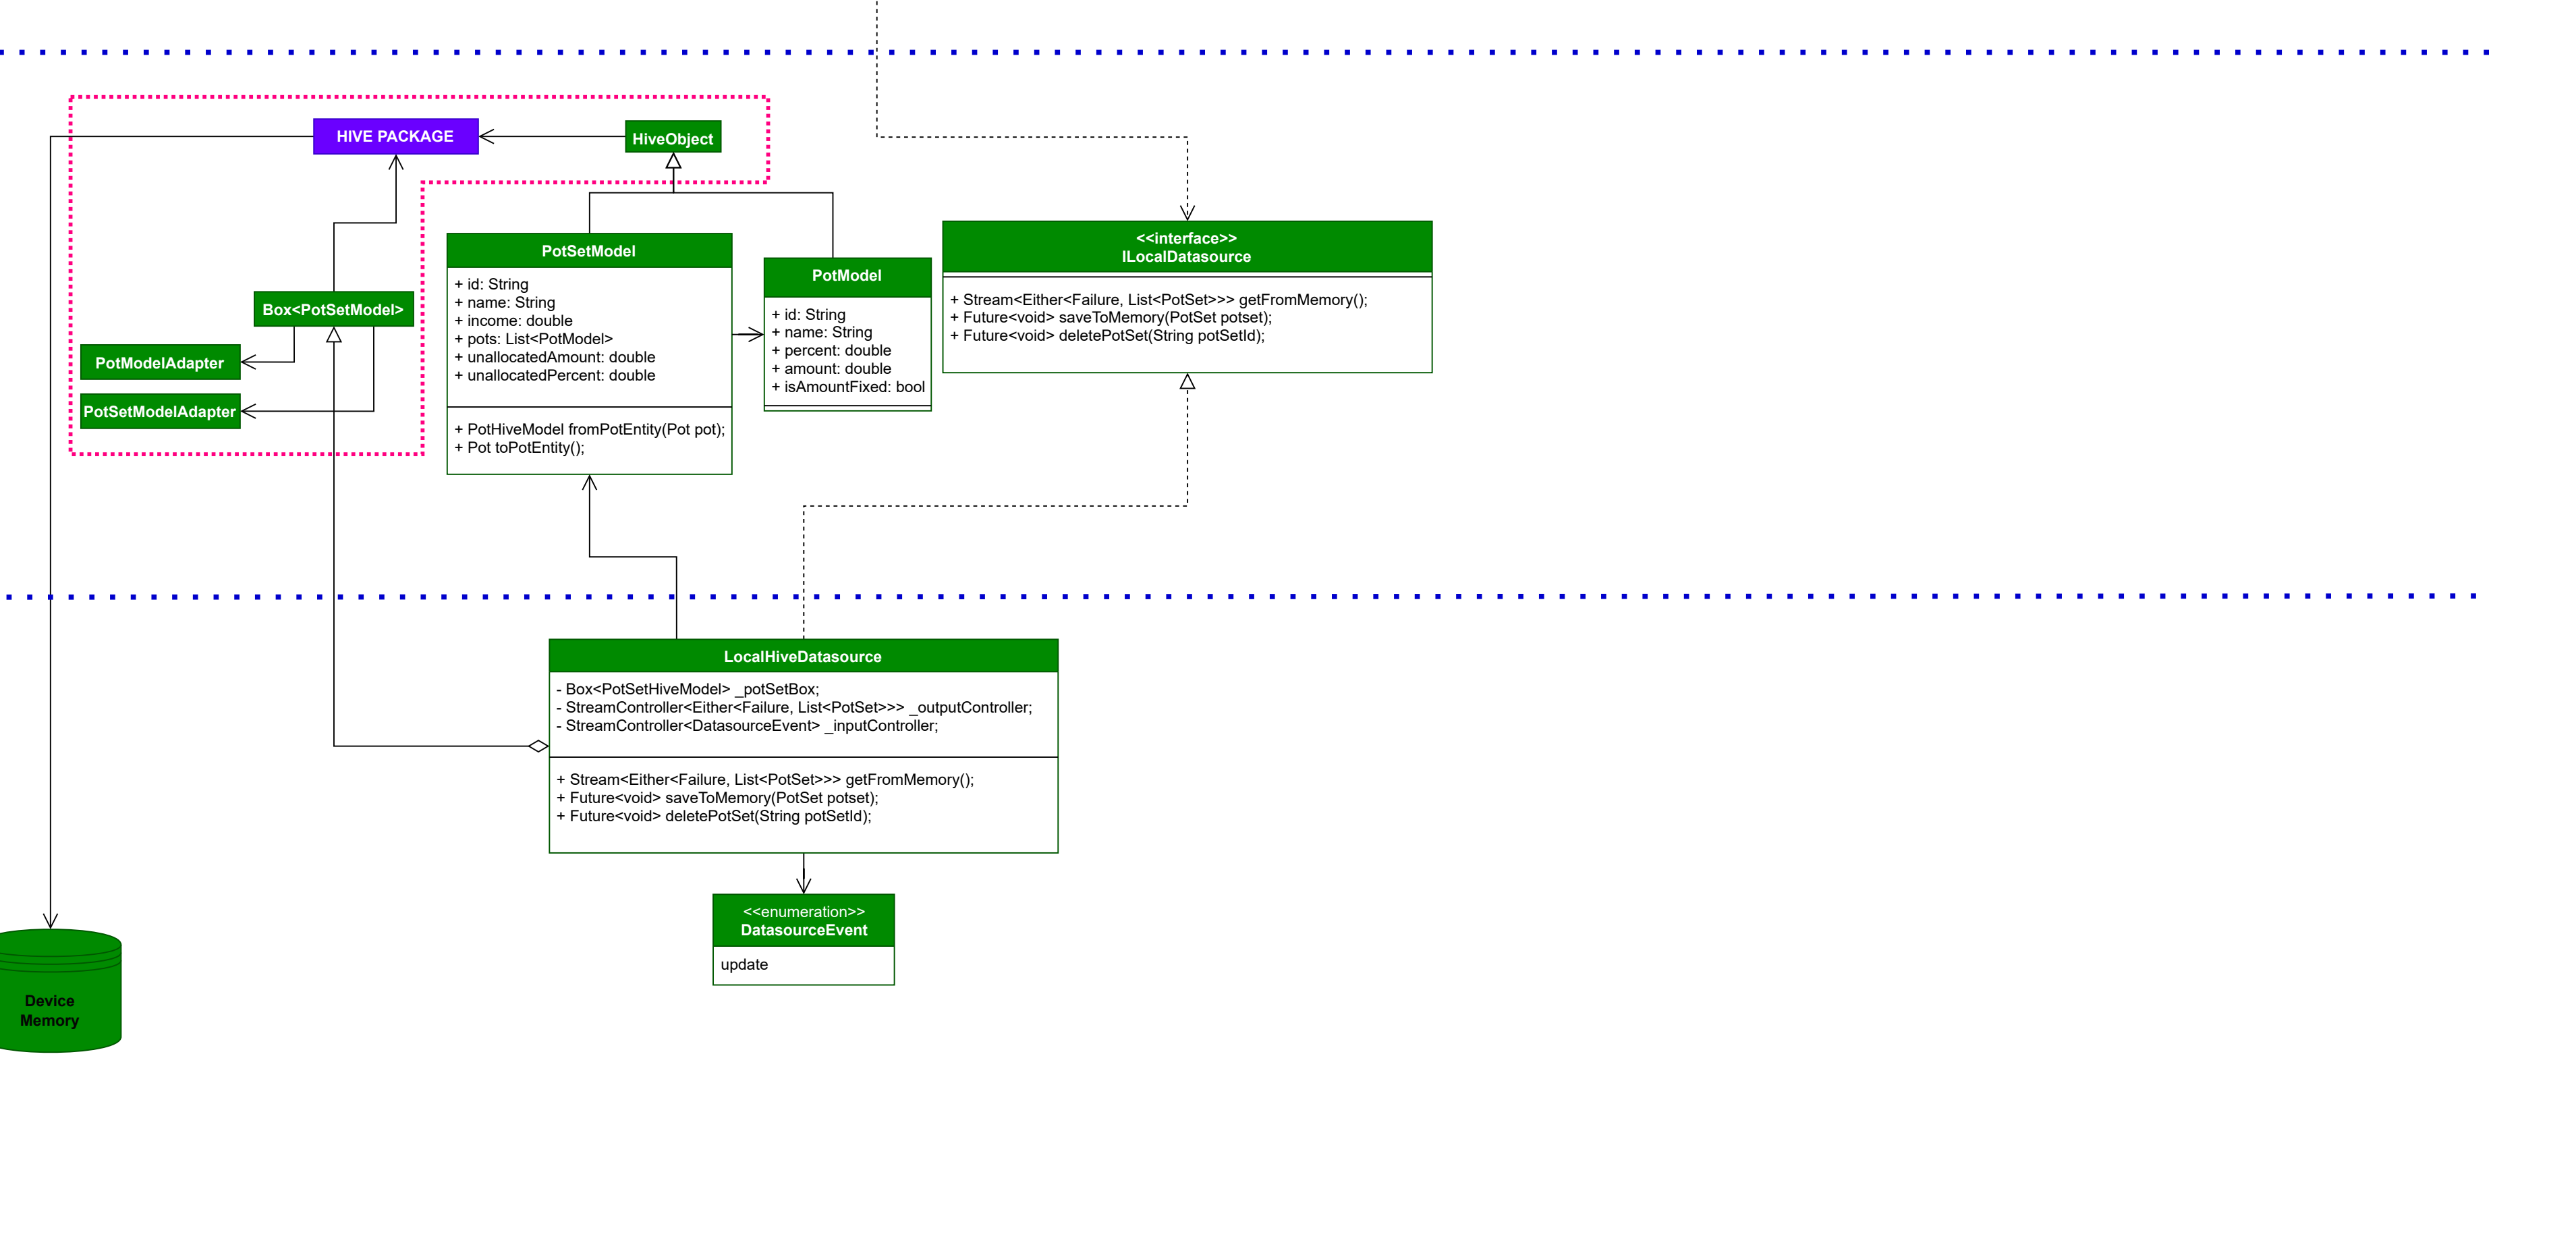 HIVE PACKAGE
HiveObject
Box<PotSetModel>
PotModelAdapter
PotSetModelAdapter
PotSetModel
+ id: String
+ name: String
+ income: double
+ pots: List<PotModel>
+ unallocatedAmount: double
+ unallocatedPercent: double
+ PotHiveModel fromPotEntity(Pot pot);
+ Pot toPotEntity();
PotModel
+ id: String
+ name: String
+ percent: double
+ amount: double
+ isAmountFixed: bool
<<interface>>
ILocalDatasource
+ Stream<Either<Failure, List<PotSet>>> getFromMemory();
+ Future<void> saveToMemory(PotSet potset);
+ Future<void> deletePotSet(String potSetId);
LocalHiveDatasource
- Box<PotSetHiveModel> _potSetBox;
- StreamController<Either<Failure, List<PotSet>>> _outputController;
- StreamController<DatasourceEvent> _inputController;
+ Stream<Either<Failure, List<PotSet>>> getFromMemory();
+ Future<void> saveToMemory(PotSet potset);
+ Future<void> deletePotSet(String potSetId);
<<enumeration>>
DatasourceEvent
update
Device
Memory